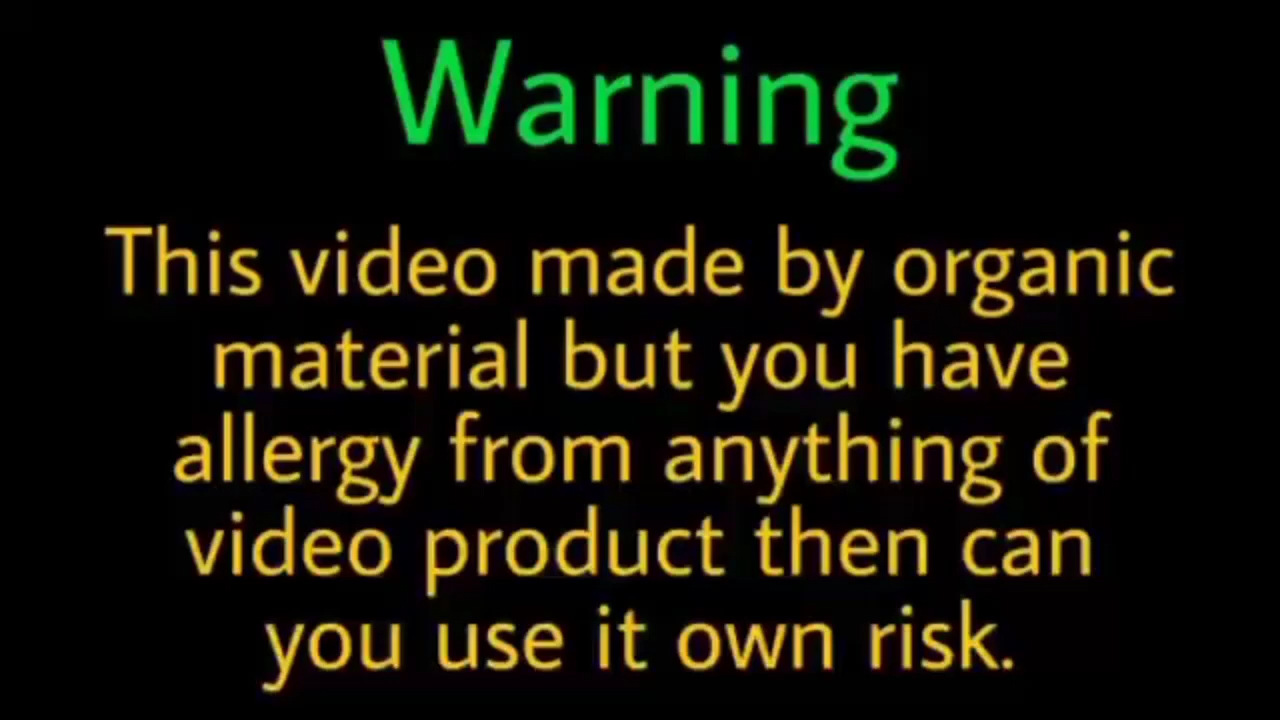 Warning
This video made by organic
material but you have
allergy from anything of
video product then can
you use it own risk.